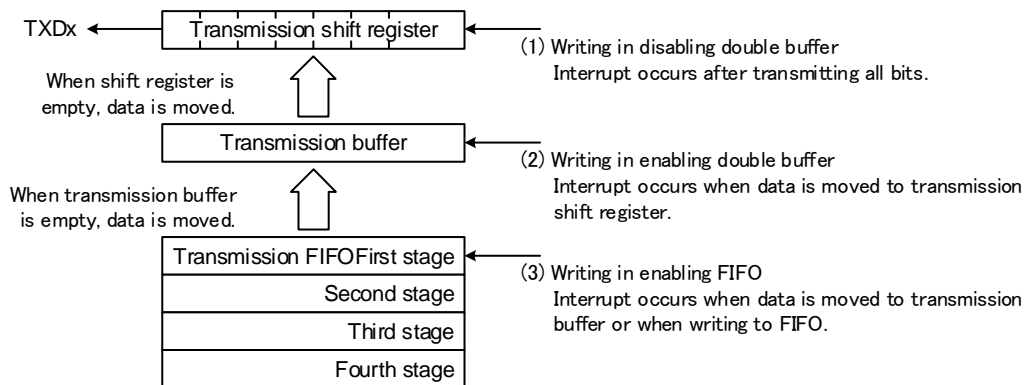 TXDx
Transmission shift register
(1) Writing in disabling double buffer
Interrupt occurs after transmitting all bits.
When shift register is
empty, data is moved.
Transmission buffer
(2) Writing in enabling double buffer
Interrupt occurs when data is moved to transmission
shift register.
When transmission buffer
is empty, data is moved.
Transmission FIFOFirst stage
Second stage
Third stage
Fourth stage
(3) Writing in enabling FIFO
Interrupt occurs when data is moved to transmission
buffer or when writing to FIFO.